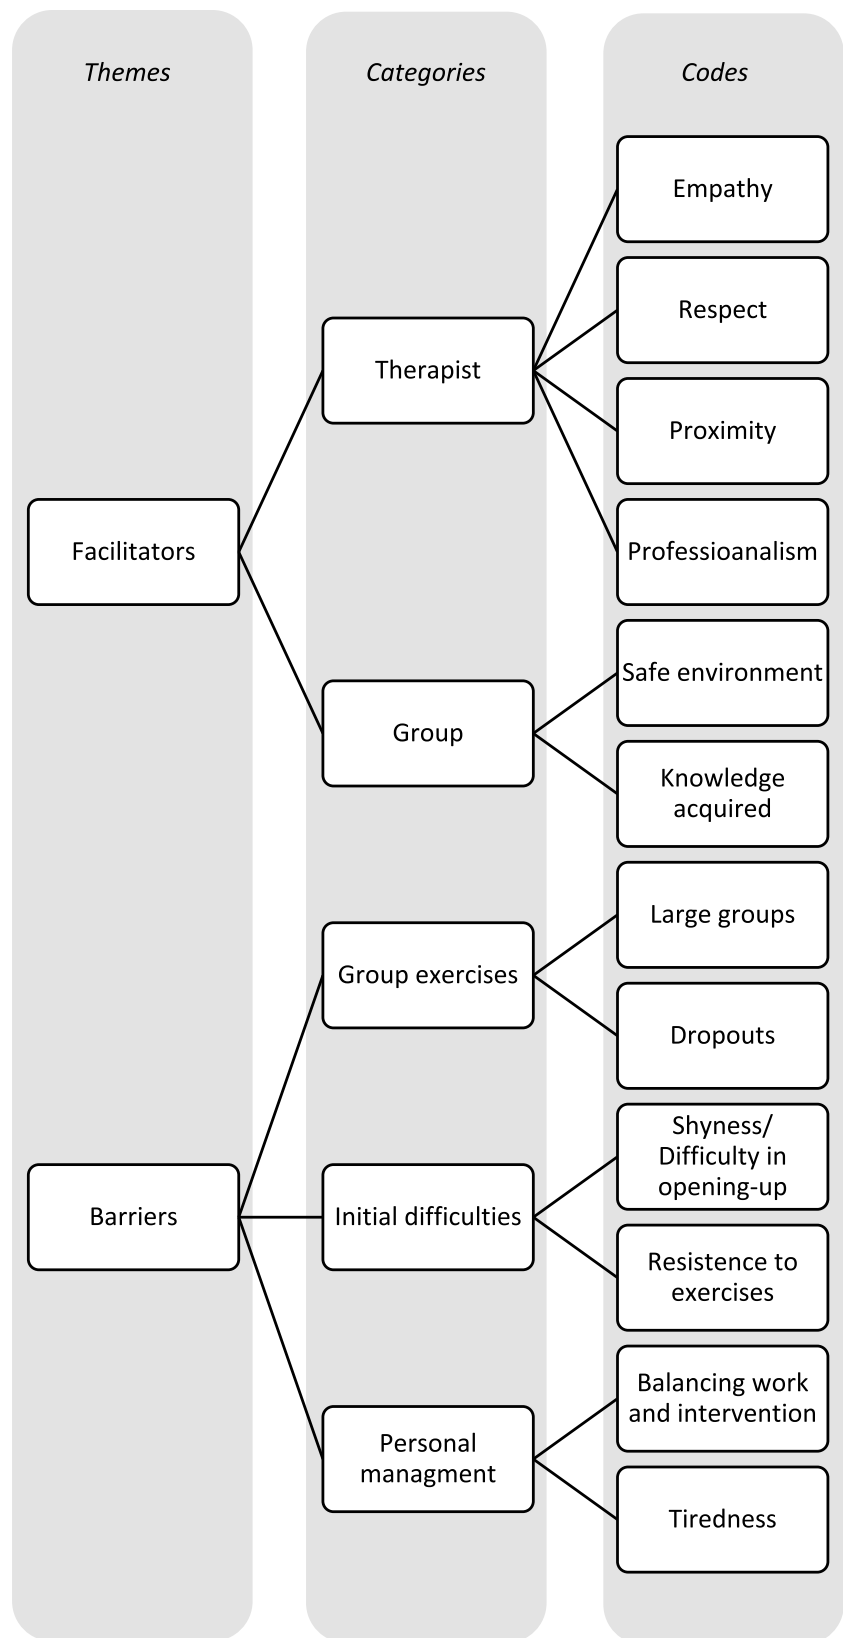 Themes
Categories
Codes
Facilitators
Therapist
Empathy
Respect
Proximity
Professioanalism
Group
Safe environment
Knowledge
acquired
Barriers
Group exercises
Large groups
Dropouts
Initial difficulties
Shyness/
Difficulty in
opening-up
Resistence to
exercises
Personal
managment
Balancing work
and intervention
Tiredness